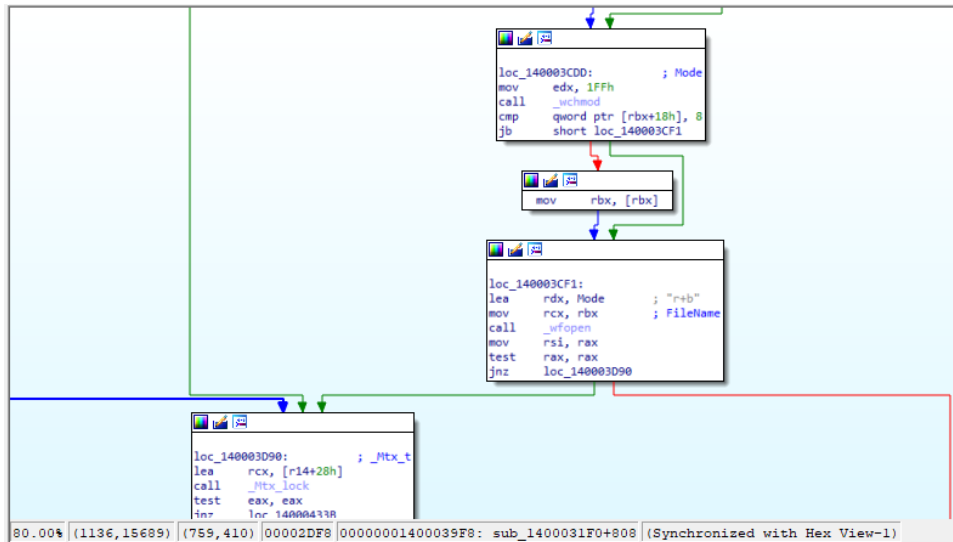 loc_140003CDD: ; Mode
mov edx, 1FFh
call _wchmod
cmp qword ptr [rbx+18h], 8
jb short loc_140003CF1
mov rbx, [rbx]
loc_140003CF1:
lea rdx, Mode ; "r+b"
mov rcx, rbx ; FileName
call _wfopen
mov rsi, rax
test rax, rax
jnz loc_140003D90
loc_140003D90: ; _Mtx_t
lea rcx, [r14+28h]
call _Mtx_lock
test eax, eax
jnz loc_14000433B
80.00% (1136,15689) (759,410) 00002DF8 00000001400039F8: sub_1400031F0+808 (Synchronized with Hex View-1)